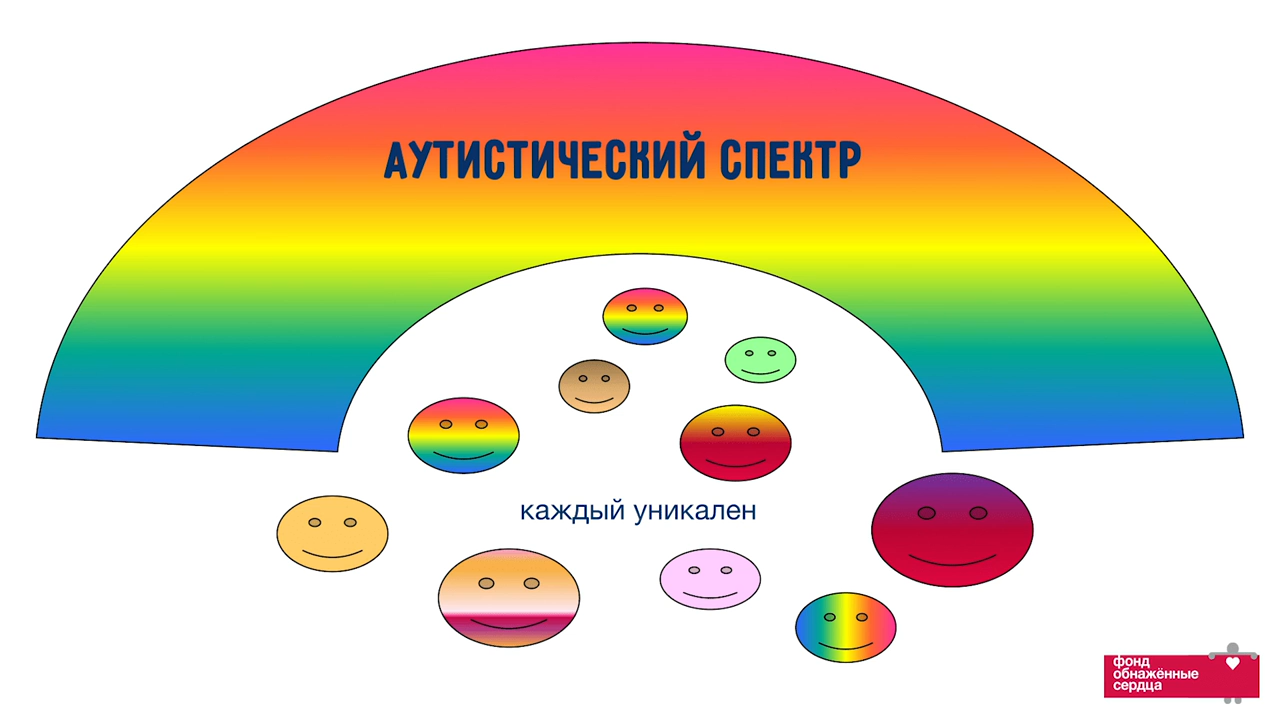 АУТИСТИЧЕСКИЙ СПЕКТР
каждый уникален
фонд
обнажённые
сердца